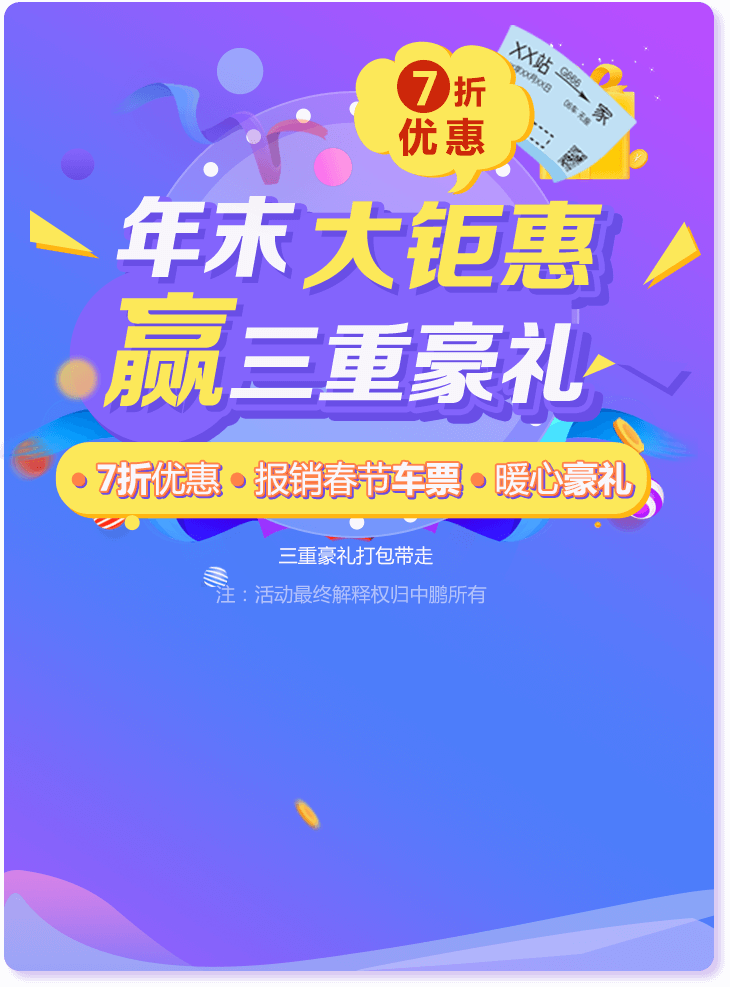 7折
优惠
XX站
G666
家
年末大钜惠
赢三重豪礼
• 7折优惠 • 报销春节车票 • 暖心豪礼
三重豪礼打包带走
注：活动最终解释权归中鹏所有